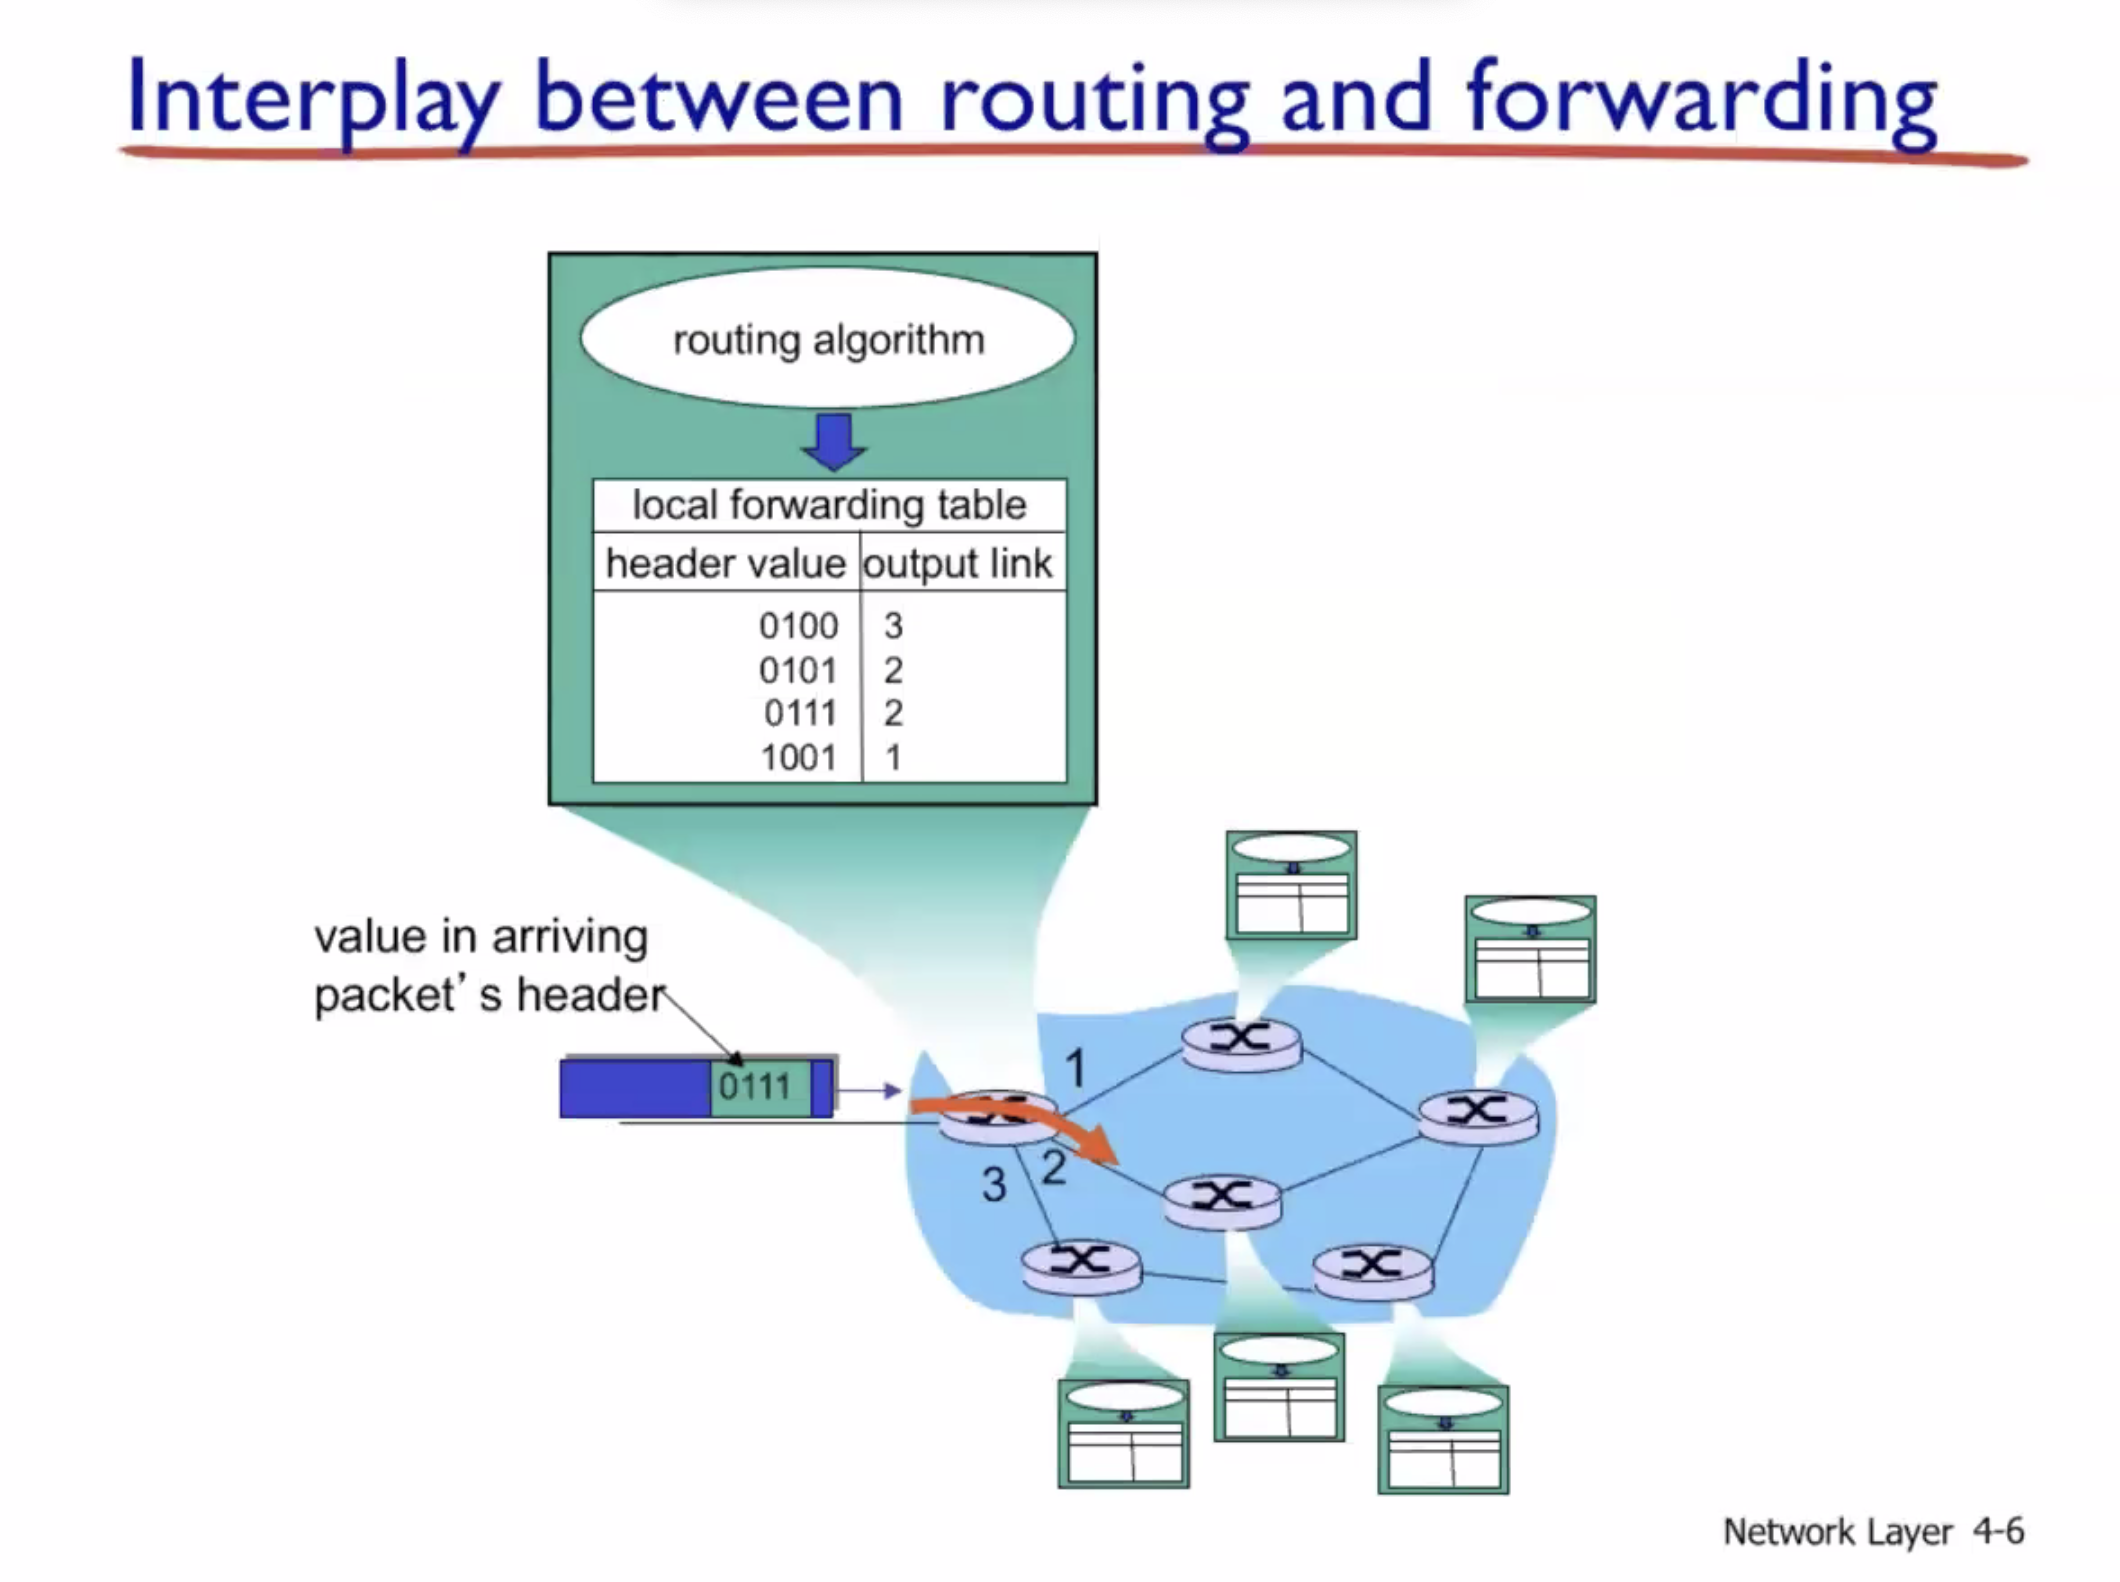 Interplay between routing and forwarding
routing algorithm
local forwarding table
header value output link
0100 3
0101 2
0111 2
1001 1
value in arriving
packet’ s header
0111
1
2
3
Network Layer 4-6